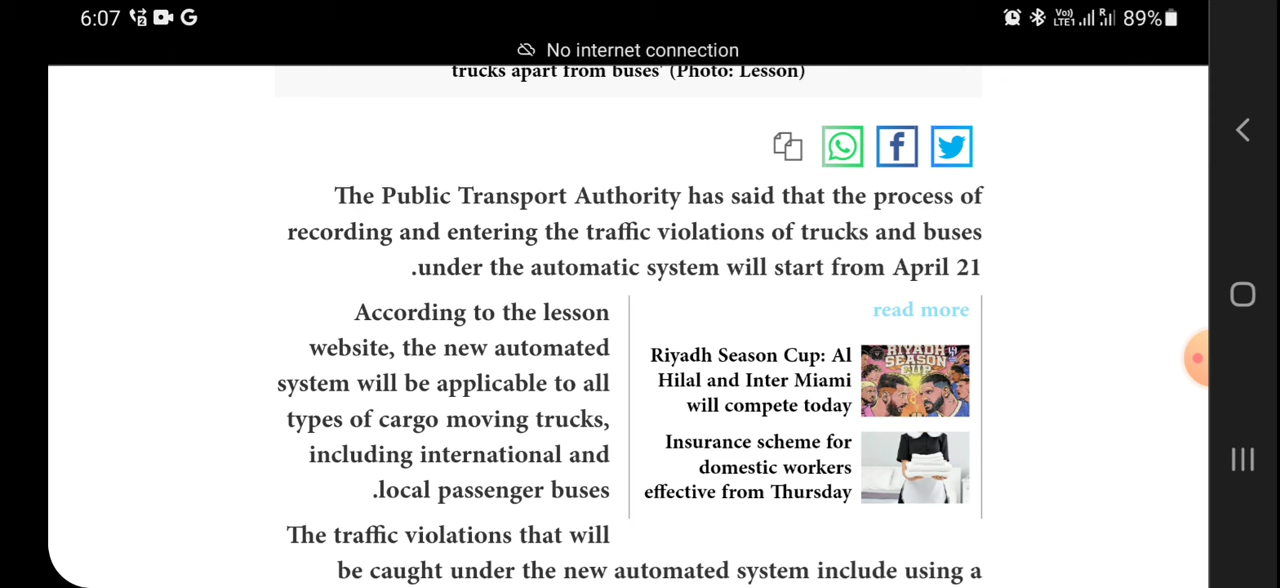 6:07
89%
No internet connection
trucks apart from buses' (Photo: Lesson)
The Public Transport Authority has said that the process of
recording and entering the traffic violations of trucks and buses
.under the automatic system will start from April 21
According to the lesson
website, the new automated
system will be applicable to all
types of cargo moving trucks,
including international and
.local passenger buses
read more
Riyadh Season Cup: Al
Hilal and Inter Miami
will compete today
Insurance scheme for
domestic workers
effective from Thursday
The traffic violations that will
be caught under the new automated system include using a